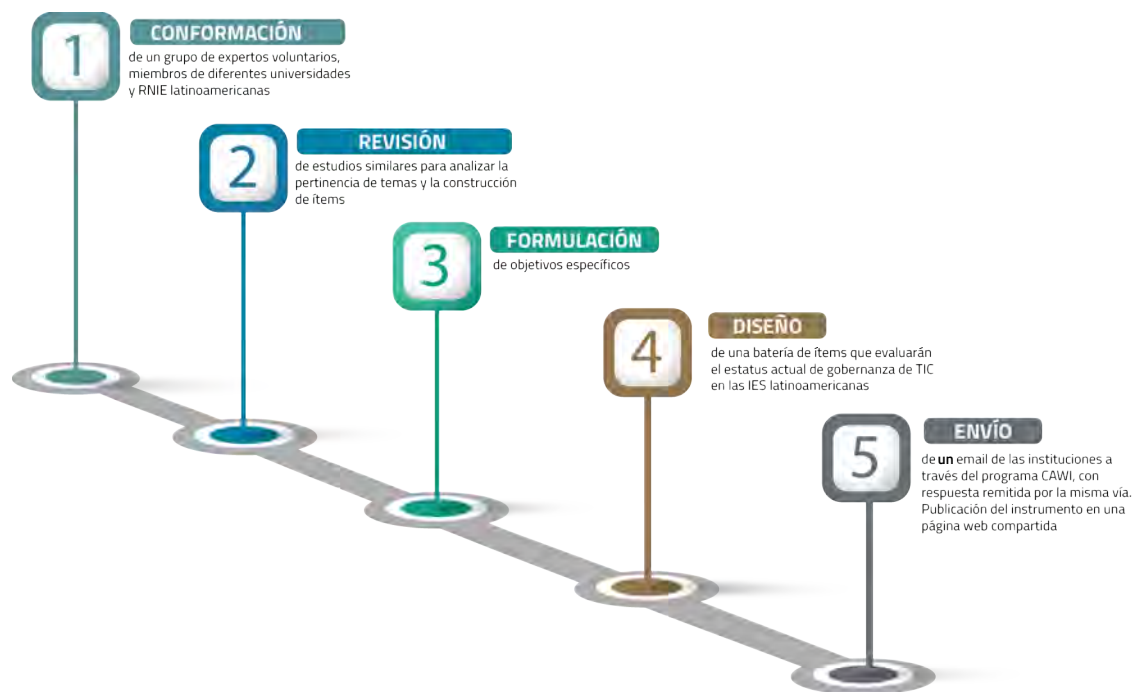 1
CONFORMACIÓN
de un grupo de expertos voluntarios,
miembros de diferentes universidades
y RNIE latinoamericanas
2
REVISIÓN
de estudios similares para analizar la
pertinencia de temas y la construcción
de ítems
3
FORMULACIÓN
de objetivos específicos
4
DISEÑO
de una batería de ítems que evaluarán
el estatus actual de gobernanza de TIC
en las IES latinoamericanas
5
ENVÍO
de un email de las instituciones a
través del programa CAWI, con
respuesta remitida por la misma vía.
Publicación del instrumento en una
página web compartida